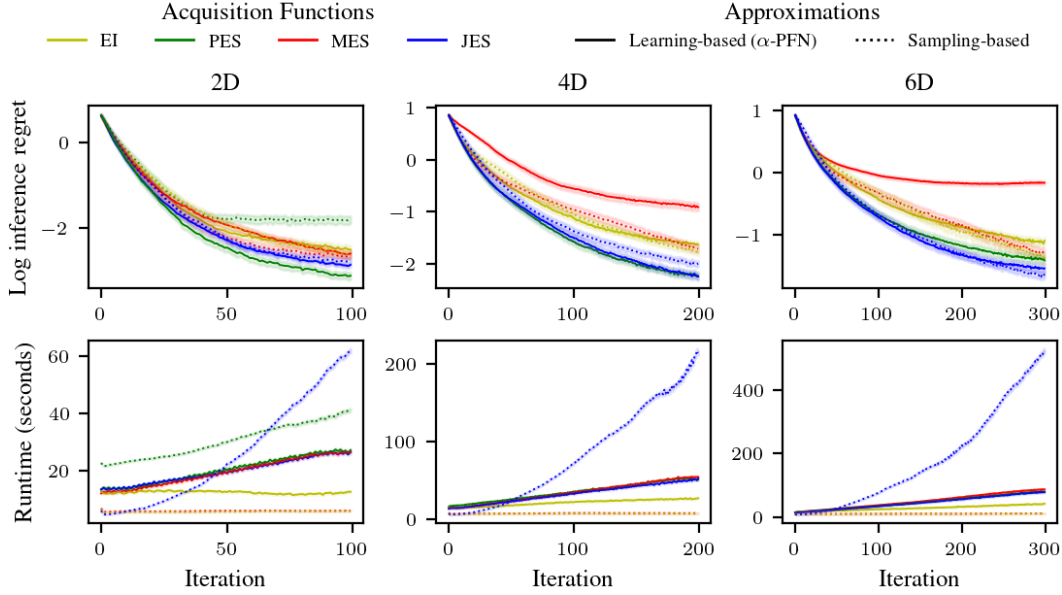 Acquisition Functions
Approximations
EI
PES
MES
JES
Learning-based (α-PFN)
Sampling-based
2D
4D
6D
Log inference regret
0
−2
0
50
100
1
0
−1
−2
0
100
200
1
0
−1
0
100
200
300
Runtime (seconds)
60
40
20
0
50
100
200
100
0
0
100
200
400
200
0
0
100
200
300
Iteration
Iteration
Iteration